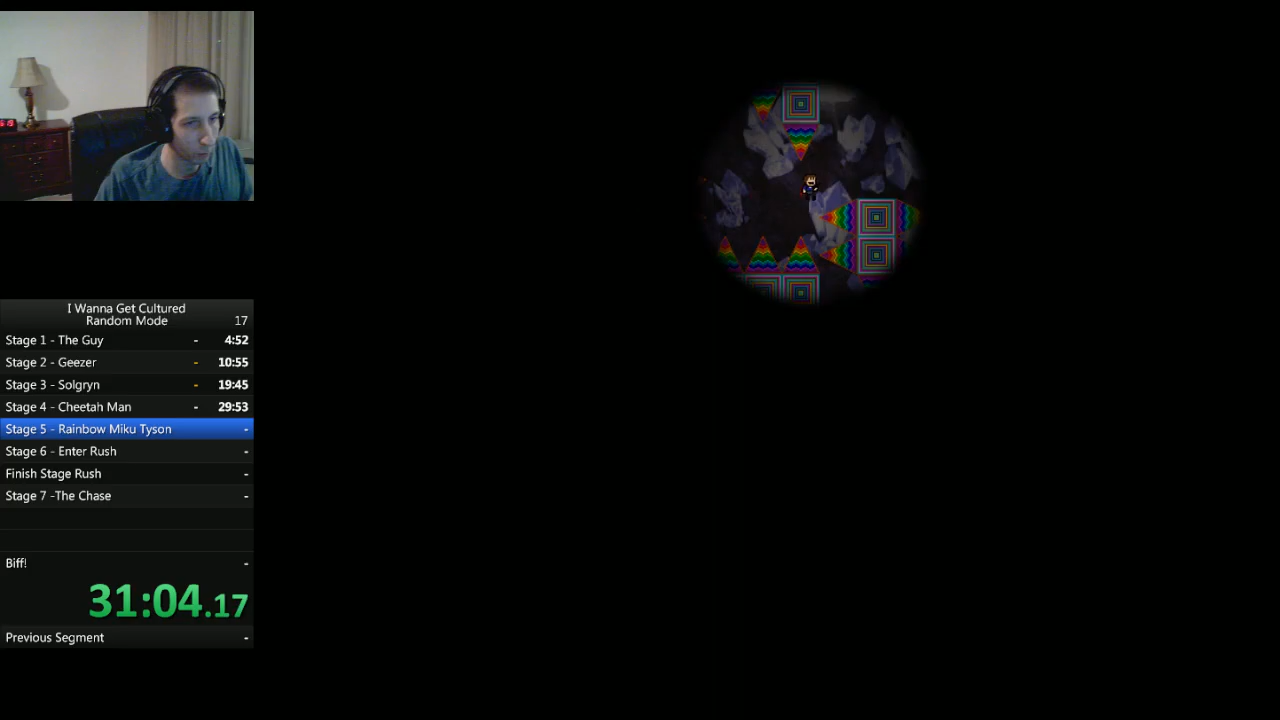 I Wanna Get Cultured
Random Mode 17
Stage 1 - The Guy - 4:52
Stage 2 - Geezer - 10:55
Stage 3 - Solgryn - 19:45
Stage 4 - Cheetah Man - 29:53
Stage 5 - Rainbow Miku Tyson -
Stage 6 - Enter Rush -
Finish Stage Rush -
Stage 7 -The Chase -
Biff! -
31:04.17
Previous Segment -